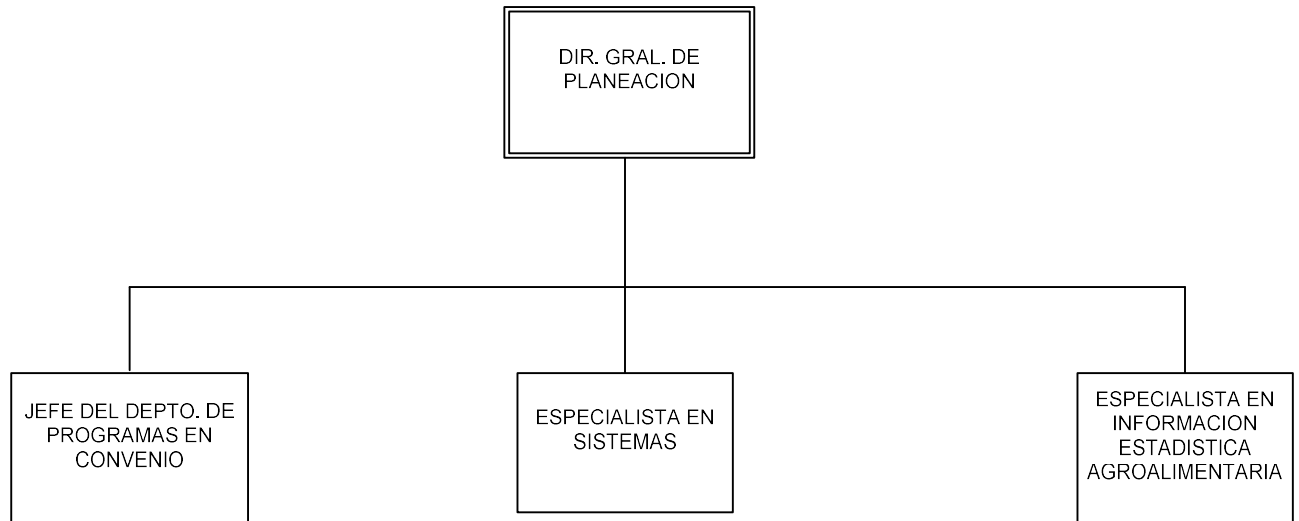 DIR. GRAL. DE
PLANEACION
JEFE DEL DEPTO. DE
PROGRAMAS EN
CONVENIO
ESPECIALISTA EN
SISTEMAS
ESPECIALISTA EN
INFORMACION
ESTADISTICA
AGROALIMENTARIA